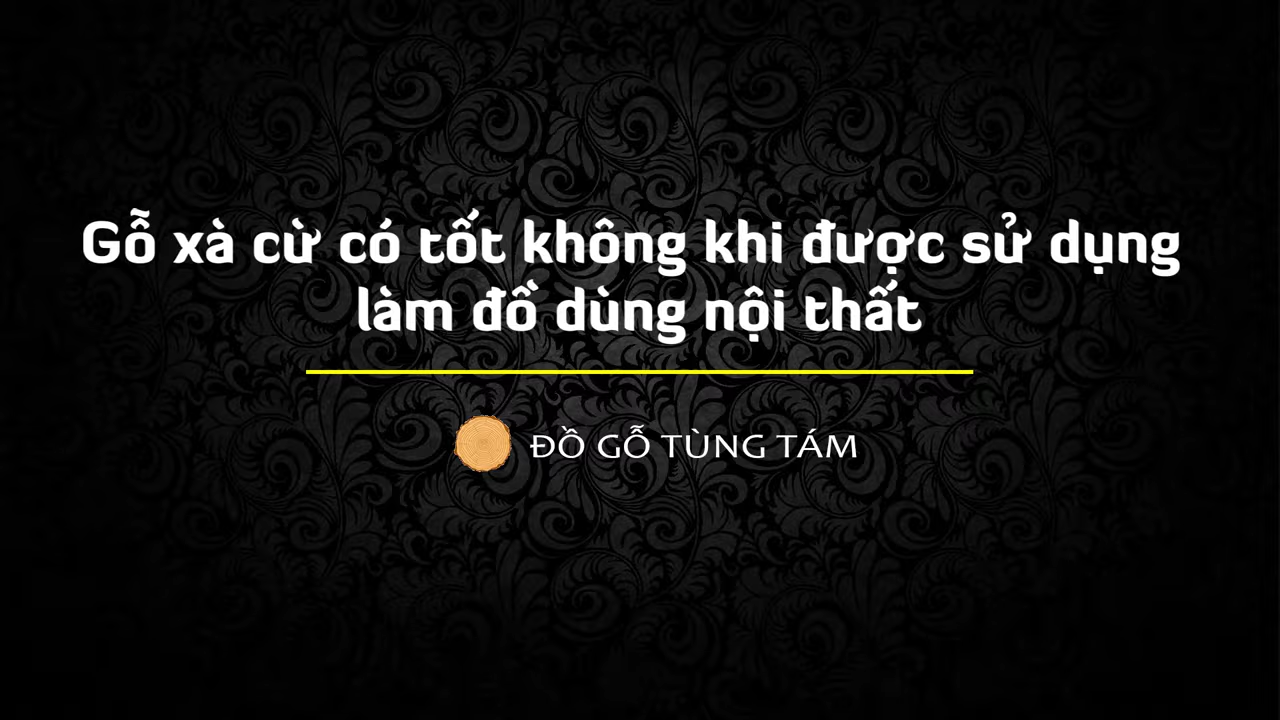 Gỗ xà cừ có tốt không khi được sử dụng
làm đồ dùng nội thất
ĐỒ GỖ TÙNG TÁM